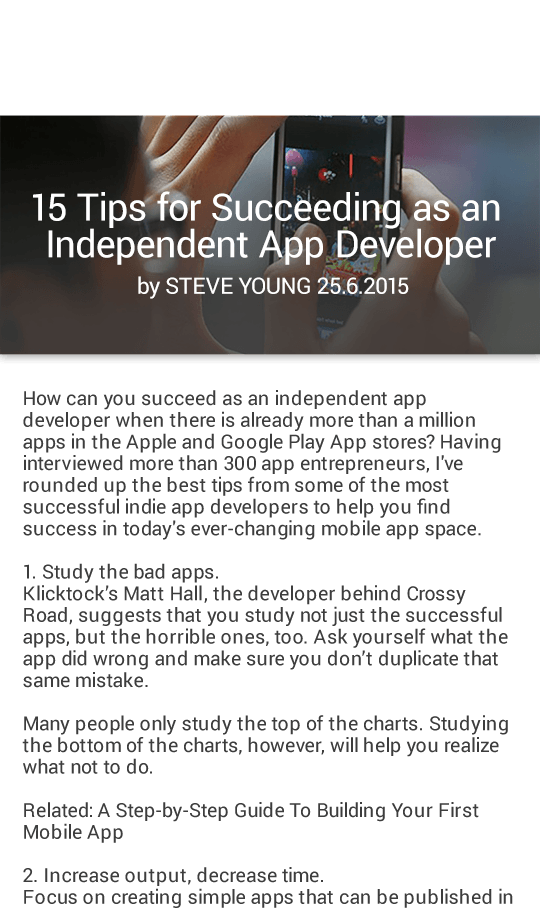 15 Tips for Succeeding as an
Independent App Developer
by STEVE YOUNG 25.6.2015
How can you succeed as an independent app
developer when there is already more than a million
apps in the Apple and Google Play App stores? Having
interviewed more than 300 app entrepreneurs, I've
rounded up the best tips from some of the most
successful indie app developers to help you find
success in today's ever-changing mobile app space.
1. Study the bad apps.
Klicktock's Matt Hall, the developer behind Crossy
Road, suggests that you study not just the successful
apps, but the horrible ones, too. Ask yourself what the
app did wrong and make sure you don't duplicate that
same mistake.
Many people only study the top of the charts. Studying
the bottom of the charts, however, will help you realize
what not to do.
Related: A Step-by-Step Guide To Building Your First
Mobile App
2. Increase output, decrease time.
Focus on creating simple apps that can be published in